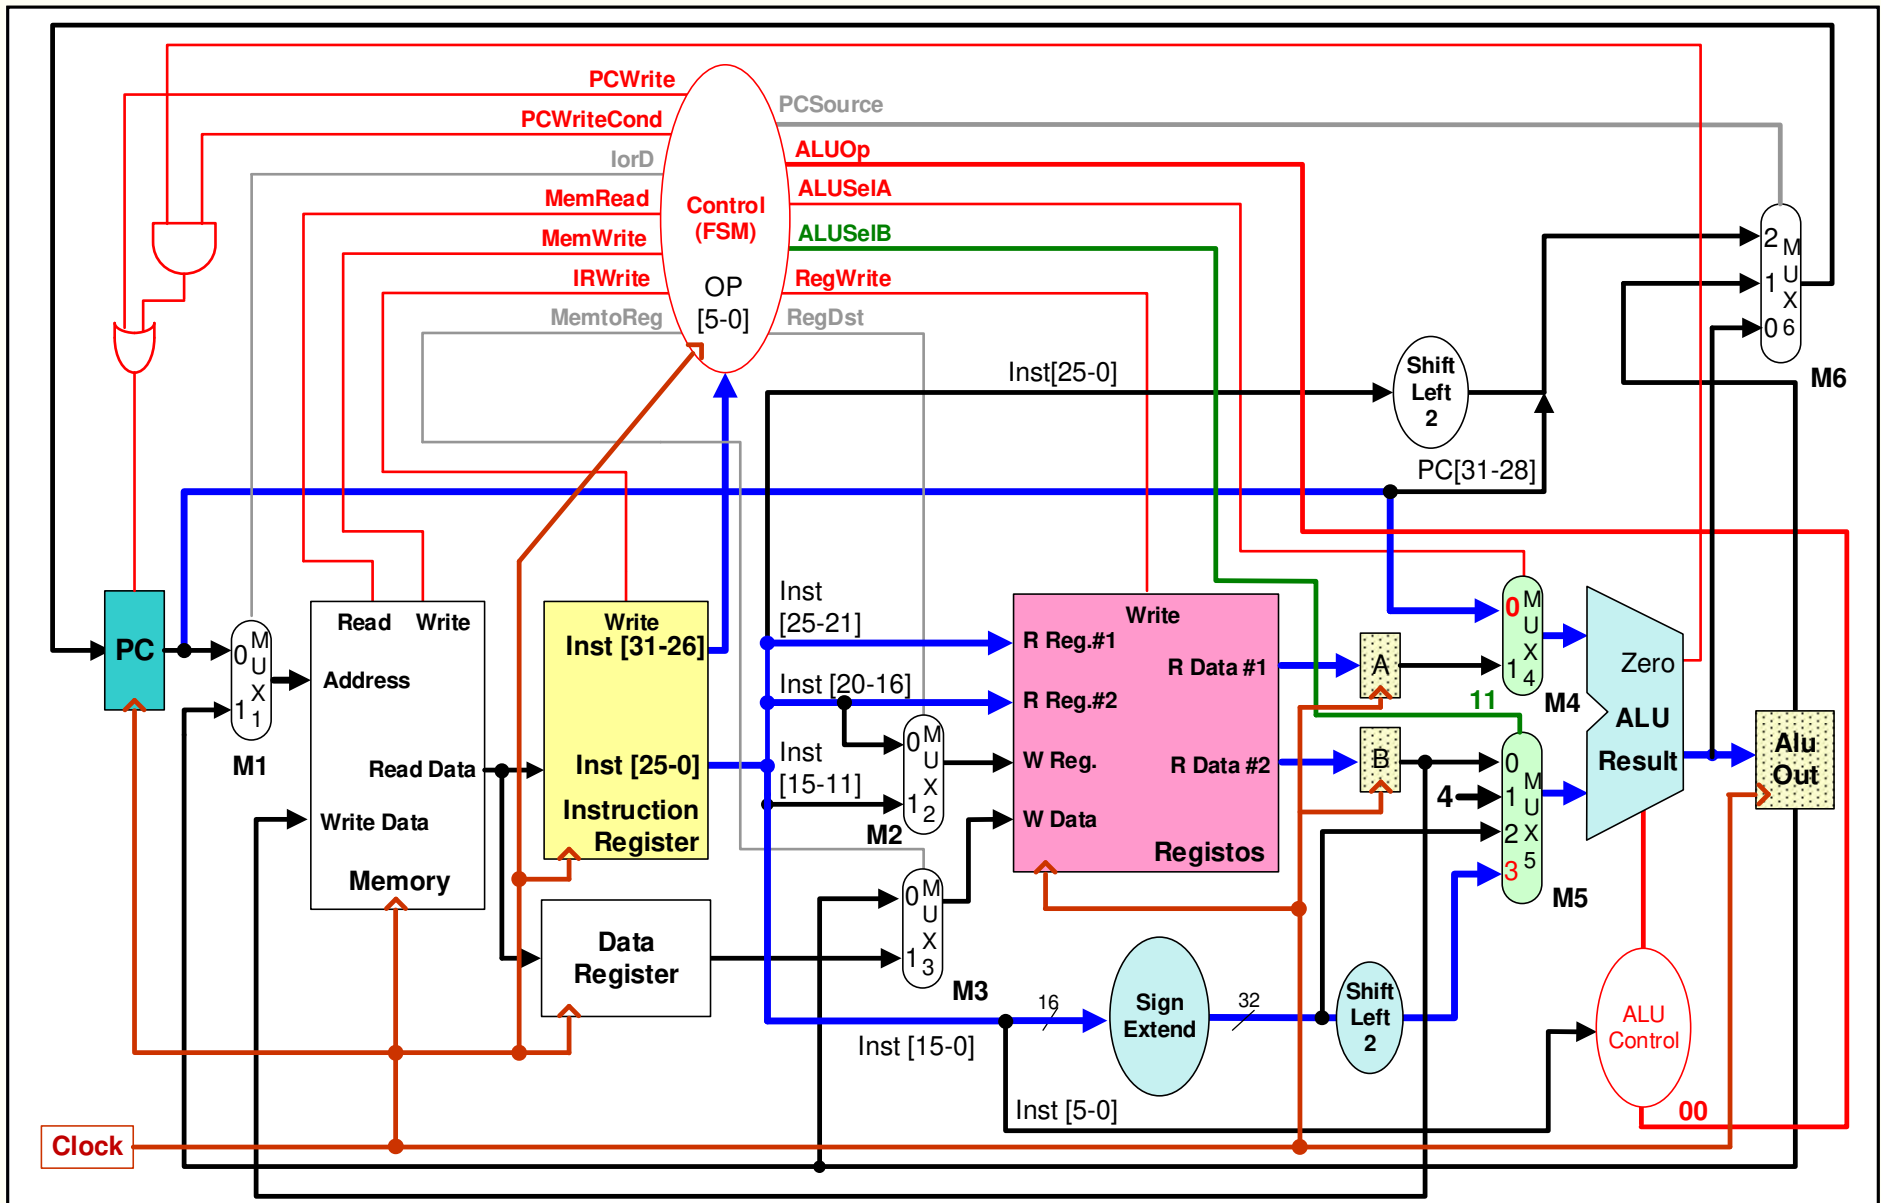 PCWrite
PCWriteCond
IorD
MemRead
MemWrite
IRWrite
MemtoReg
Control
(FSM)
OP
[5-0]
PCSource
ALUOp
ALUSelA
ALUSelB
RegWrite
RegDst
2
1
0
M
U
X
6
M6
Inst[25-0]
Shift
Left
2
PC[31-28]
PC
0
1
M
U
X
1
M1
Read
Write
Address
Read Data
Write Data
Memory
Write
Inst [31-26]
Inst [25-0]
Instruction
Register
Data
Register
Inst
[25-21]
Inst [20-16]
Inst
[15-11]
0
1
M
U
X
2
M2
0
1
M
U
X
3
M3
Write
R Reg.#1
R Data #1
R Reg.#2
W Reg.
R Data #2
W Data
Registos
A
B
0
1
M
U
X
4
M4
11
4
0
1
2
3
M
U
X
5
M5
Zero
ALU
Result
Alu
Out
Inst [15-0]
16
Sign
Extend
32
Shift
Left
2
Inst [5-0]
ALU
Control
00
Clock